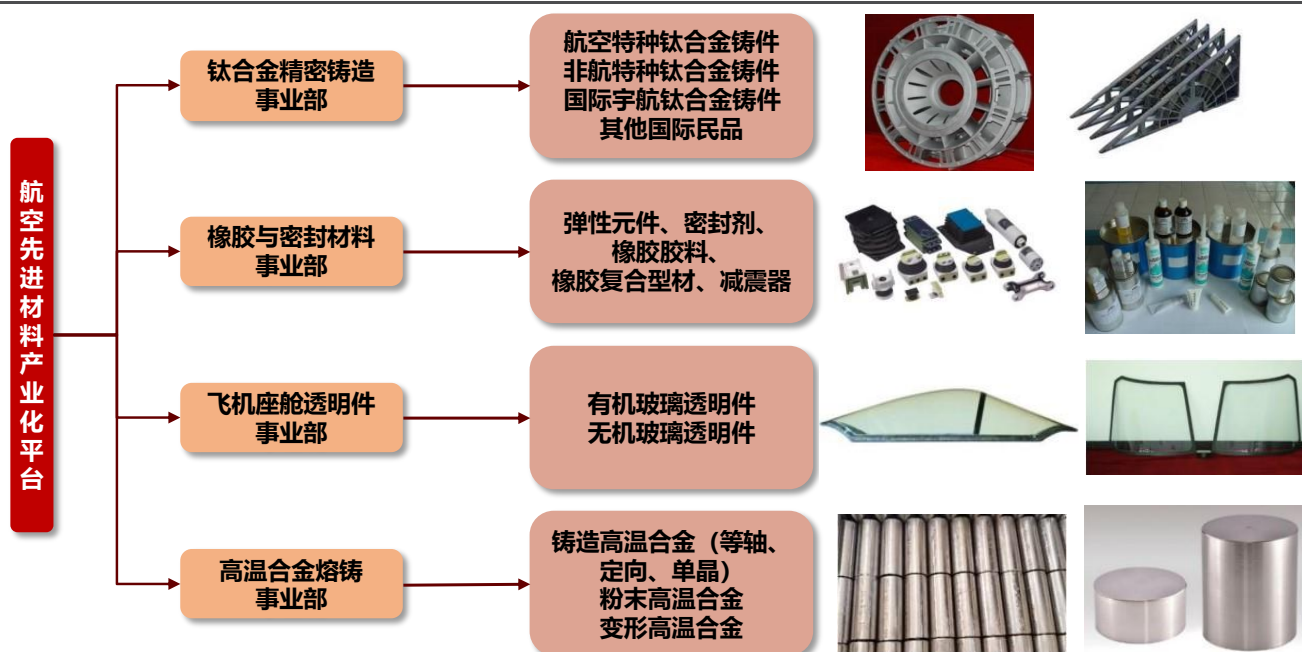 航空先进材料产业化平台
钛合金精密铸造
事业部
航空特种钛合金铸件
非航特种钛合金铸件
国际宇航钛合金铸件
其他国际民品
橡胶与密封材料
事业部
弹性元件、密封剂、
橡胶胶料、
橡胶复合型材、减震器
飞机座舱透明件
事业部
有机玻璃透明件
无机玻璃透明件
高温合金熔铸
事业部
铸造高温合金（等轴、
定向、单晶）
粉末高温合金
变形高温合金